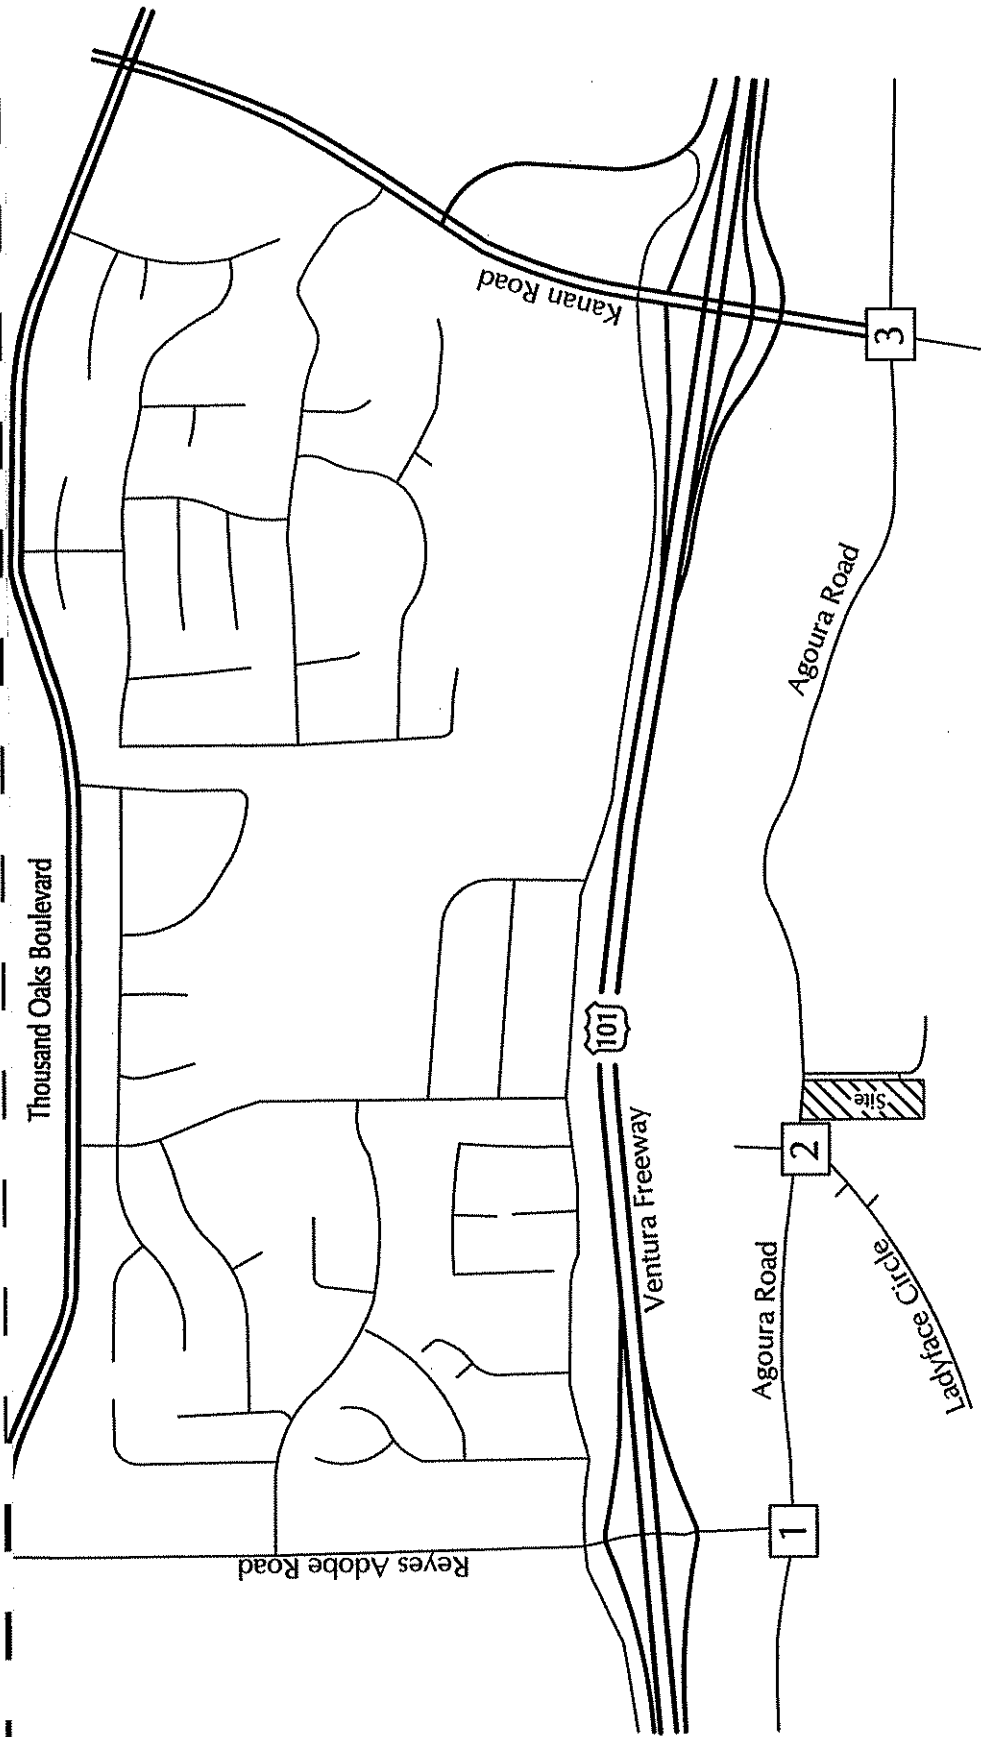 Thousand Oaks Boulevard
Kanan Road
Reyes Adobe Road
101
Ventura Freeway
Agoura Road
Agoura Road
Ladyface Circle
Site
1
2
3